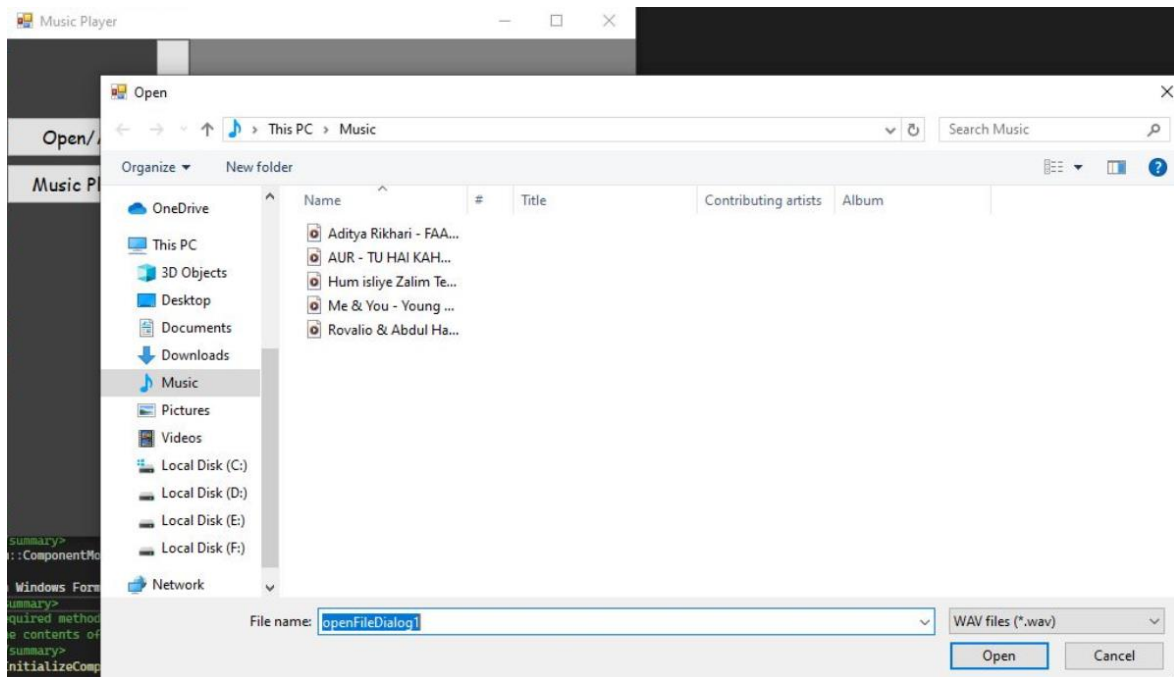 Music Player
Open
Open/
This PC > Music
Search Music
Music Pl
Organize
New folder
Name
#
Title
Contributing artists
Album
OneDrive
This PC
3D Objects
Desktop
Documents
Downloads
Music
Pictures
Videos
Local Disk (C:)
Local Disk (D:)
Local Disk (E:)
Local Disk (F:)
Network
Aditya Rikhari - FAA...
AUR - TU HAI KAH...
Hum isliye Zalim Te...
Me & You - Young ...
Rovalio & Abdul Ha...
summary>
::ComponentMo
Windows Form
summary>
equired method
e contents of
summary>
InitializeComp
File name:
openFileDialog1
WAV files (*.wav)
Open
Cancel